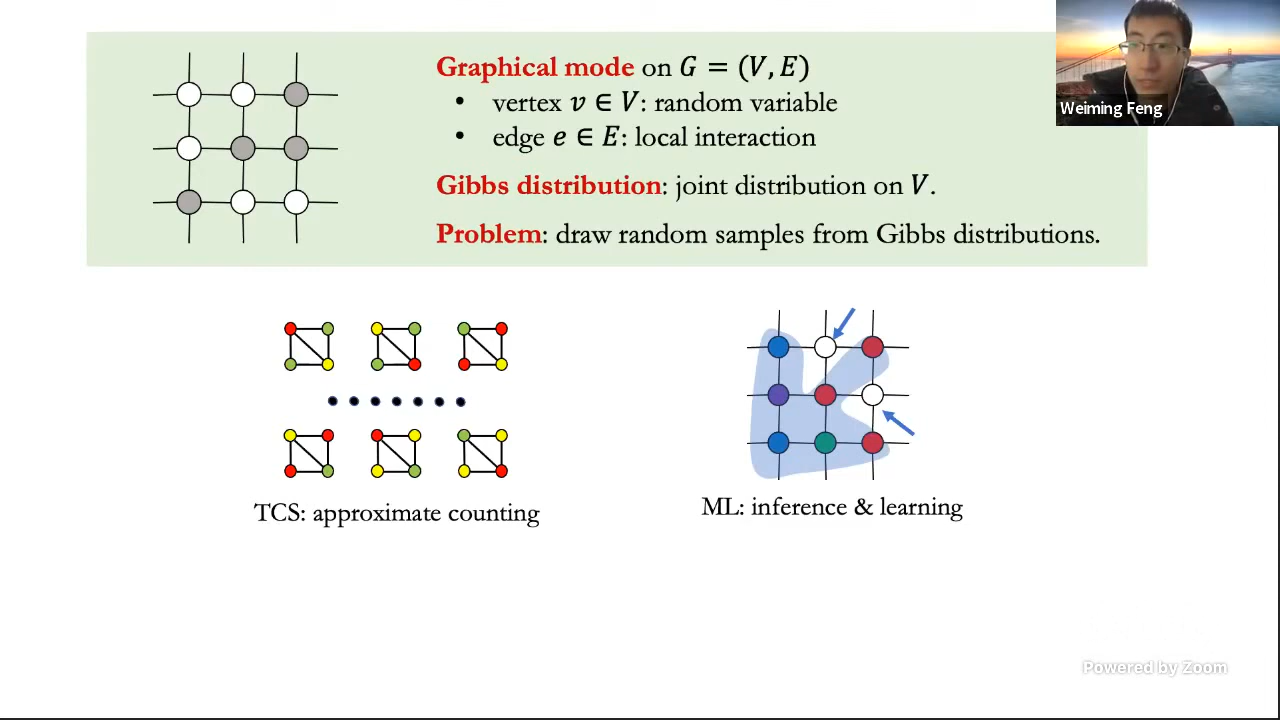 Graphical mode on G = (V, E)
• vertex v ∈ V: random variable
• edge e ∈ E: local interaction
Gibbs distribution: joint distribution on V.
Problem: draw random samples from Gibbs distributions.
Weiming Feng
TCS: approximate counting
ML: inference & learning
Powered by Zoom